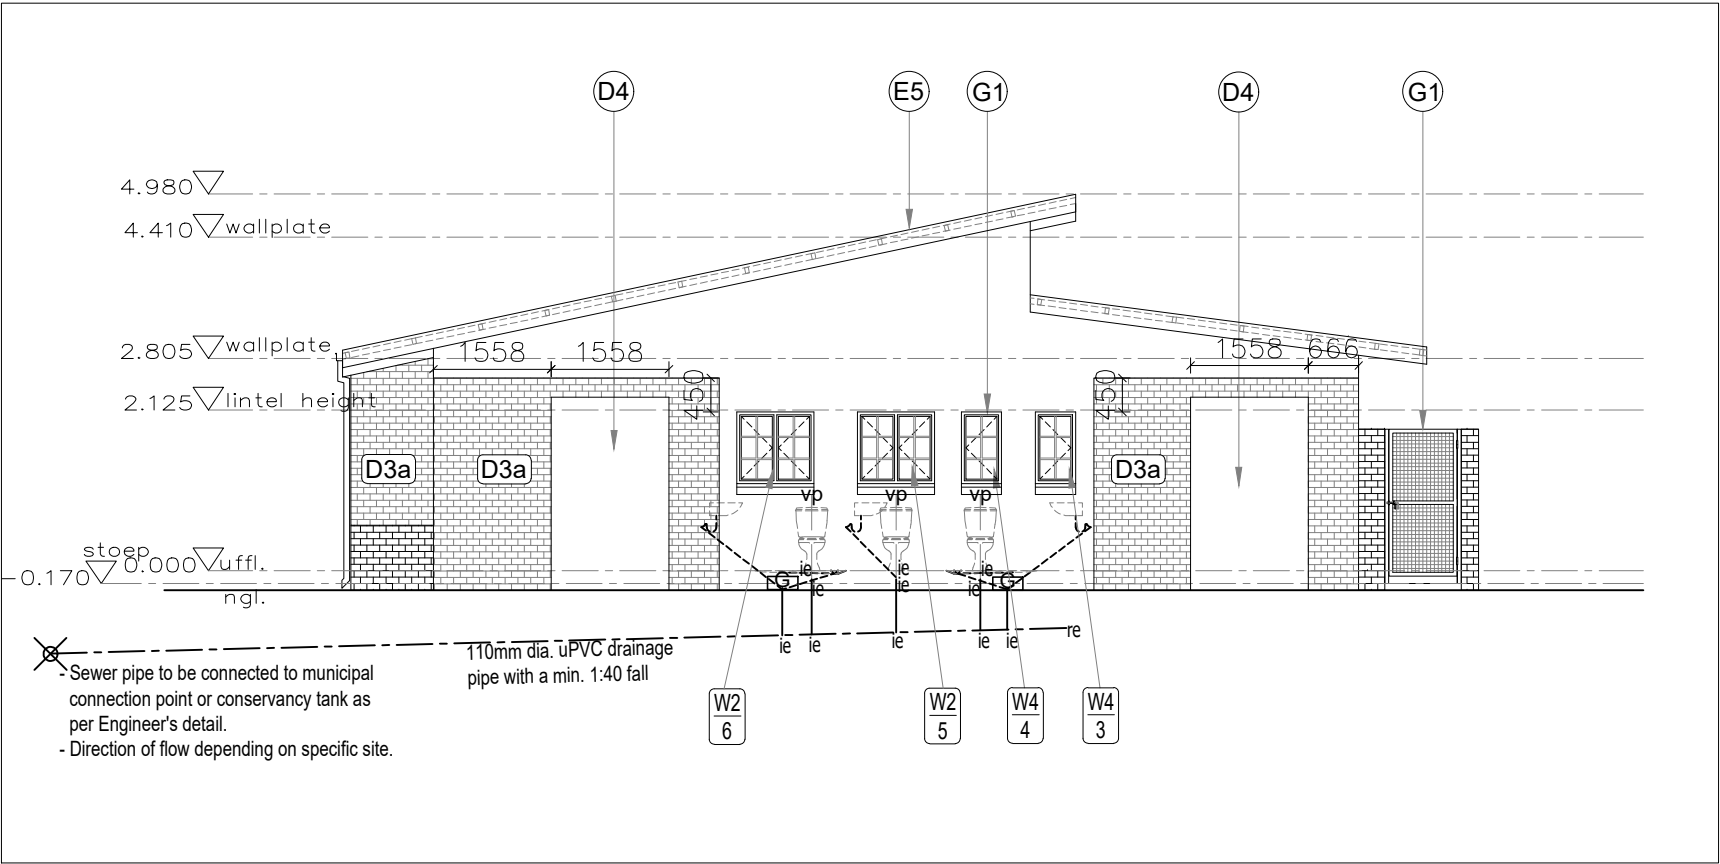 D4
E5
G1
D4
G1
4.980
4.410 wallplate
2.805 wallplate
1558
1558
1558
666
450
450
2.125 lintel height
D3a
D3a
D3a
vp
vp
vp
stoep
0.000 uffl.
-0.170
ngl.
G
ie
ie
ie
ie
ie
ie
G
ie
ie
ie
ie
ie
re
110mm dia. uPVC drainage
pipe with a min. 1:40 fall
- Sewer pipe to be connected to municipal
connection point or conservancy tank as
per Engineer's detail.
- Direction of flow depending on specific site.
W2
6
W2
5
W4
4
W4
3